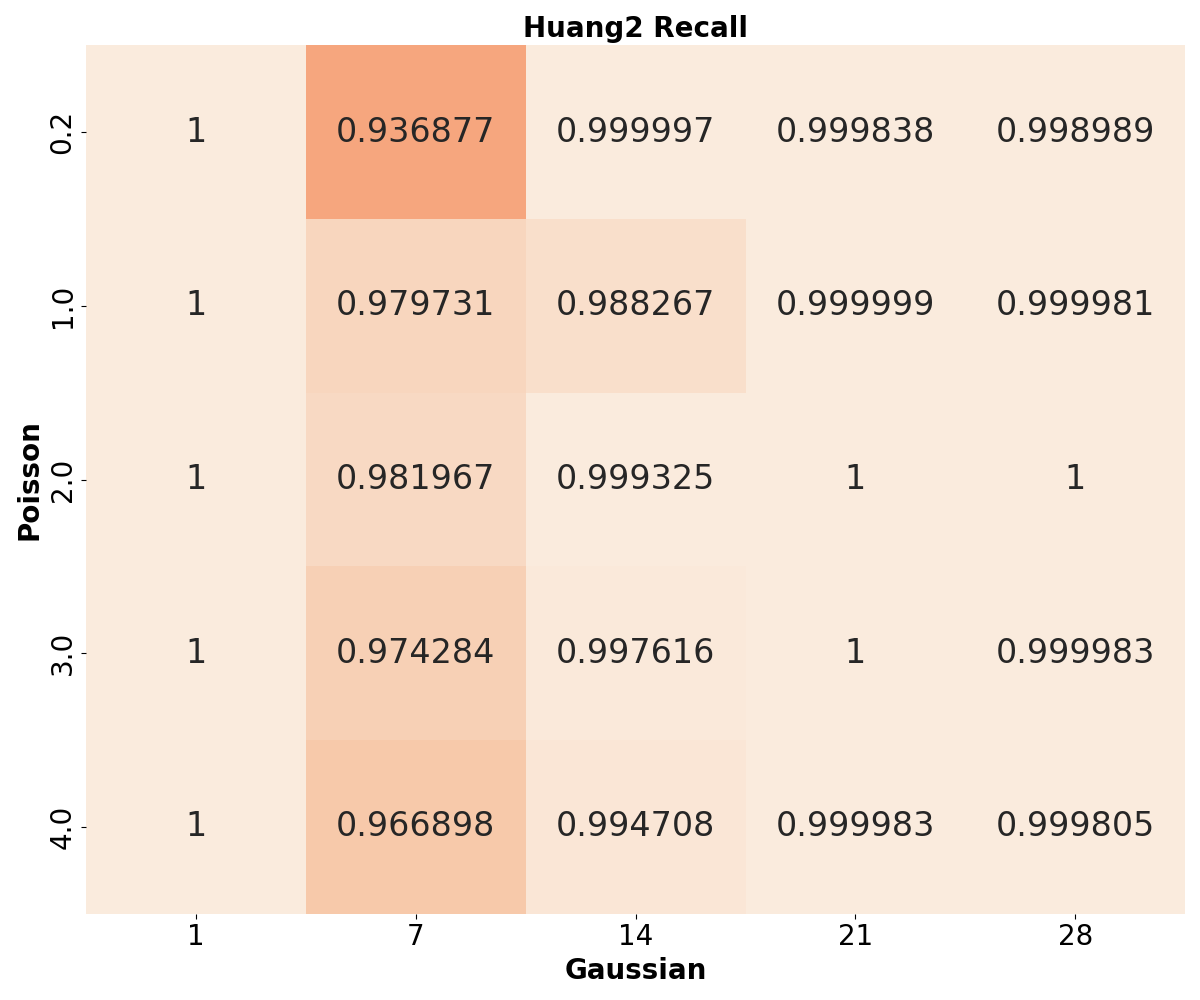 Huang2 Recall
0.2 1 0.936877 0.999997 0.999838 0.998989
1.0 1 0.979731 0.988267 0.999999 0.999981
Poisson
2.0 1 0.981967 0.999325 1 1
3.0 1 0.974284 0.997616 1 0.999983
4.0 1 0.966898 0.994708 0.999983 0.999805
1 7 14 21 28
Gaussian